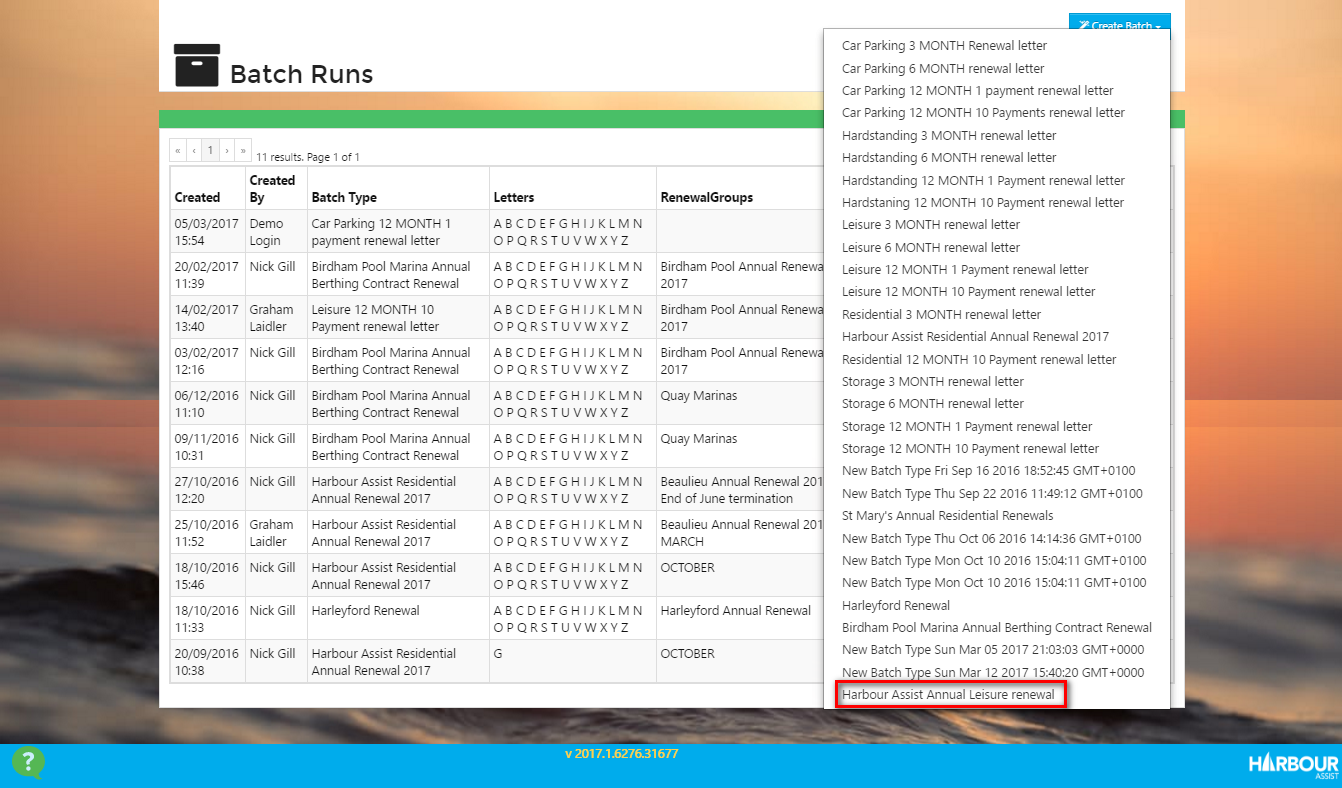 Create Batch
Batch Runs
« ‹ 1 › » 11 results. Page 1 of 1
Created Created By Batch Type Letters RenewalGroups
05/03/2017 Demo Car Parking 12 MONTH 1 A B C D E F G H I J K L M N
15:54 Login payment renewal letter O P Q R S T U V W X Y Z
20/02/2017 Nick Gill Birdham Pool Marina Annual A B C D E F G H I J K L M N Birdham Pool Annual Renewa
11:39 Berthing Contract Renewal O P Q R S T U V W X Y Z 2017
14/02/2017 Graham Leisure 12 MONTH 10 A B C D E F G H I J K L M N Birdham Pool Annual Renewa
13:40 Laidler Payment renewal letter O P Q R S T U V W X Y Z 2017
03/02/2017 Nick Gill Birdham Pool Marina Annual A B C D E F G H I J K L M N Birdham Pool Annual Renewa
12:16 Berthing Contract Renewal O P Q R S T U V W X Y Z 2017
06/12/2016 Nick Gill Birdham Pool Marina Annual A B C D E F G H I J K L M N Quay Marinas
11:10 Berthing Contract Renewal O P Q R S T U V W X Y Z
09/11/2016 Nick Gill Birdham Pool Marina Annual A B C D E F G H I J K L M N Quay Marinas
10:31 Berthing Contract Renewal O P Q R S T U V W X Y Z
27/10/2016 Nick Gill Harbour Assist Residential A B C D E F G H I J K L M N Beaulieu Annual Renewal 201
12:20 Annual Renewal 2017 O P Q R S T U V W X Y Z End of June termination
25/10/2016 Graham Harbour Assist Residential A B C D E F G H I J K L M N Beaulieu Annual Renewal 201
11:52 Laidler Annual Renewal 2017 O P Q R S T U V W X Y Z MARCH
18/10/2016 Nick Gill Harbour Assist Residential A B C D E F G H I J K L M N OCTOBER
15:46 Annual Renewal 2017 O P Q R S T U V W X Y Z
18/10/2016 Nick Gill Harleyford Renewal A B C D E F G H I J K L M N Harleyford Annual Renewal
11:33 O P Q R S T U V W X Y Z
20/09/2016 Nick Gill Harbour Assist Residential G OCTOBER
10:38 Annual Renewal 2017
Car Parking 3 MONTH Renewal letter
Car Parking 6 MONTH renewal letter
Car Parking 12 MONTH 1 payment renewal letter
Car Parking 12 MONTH 10 Payments renewal letter
Hardstanding 3 MONTH renewal letter
Hardstanding 6 MONTH renewal letter
Hardstanding 12 MONTH 1 Payment renewal letter
Hardstaning 12 MONTH 10 Payment renewal letter
Leisure 3 MONTH renewal letter
Leisure 6 MONTH renewal letter
Leisure 12 MONTH 1 Payment renewal letter
Leisure 12 MONTH 10 Payment renewal letter
Residential 3 MONTH renewal letter
Harbour Assist Residential Annual Renewal 2017
Residential 12 MONTH 10 Payment renewal letter
Storage 3 MONTH renewal letter
Storage 6 MONTH renewal letter
Storage 12 MONTH 1 Payment renewal letter
Storage 12 MONTH 10 Payment renewal letter
New Batch Type Fri Sep 16 2016 18:52:45 GMT+0100
New Batch Type Thu Sep 22 2016 11:49:12 GMT+0100
St Mary's Annual Residential Renewals
New Batch Type Thu Oct 06 2016 14:14:36 GMT+0100
New Batch Type Mon Oct 10 2016 15:04:11 GMT+0100
New Batch Type Mon Oct 10 2016 15:04:11 GMT+0100
Harleyford Renewal
Birdham Pool Marina Annual Berthing Contract Renewal
New Batch Type Sun Mar 05 2017 21:03:03 GMT+0000
New Batch Type Sun Mar 12 2017 15:40:20 GMT+0000
Harbour Assist Annual Leisure renewal
?
v 2017.1.6276.31677
HARBOUR
ASSIST